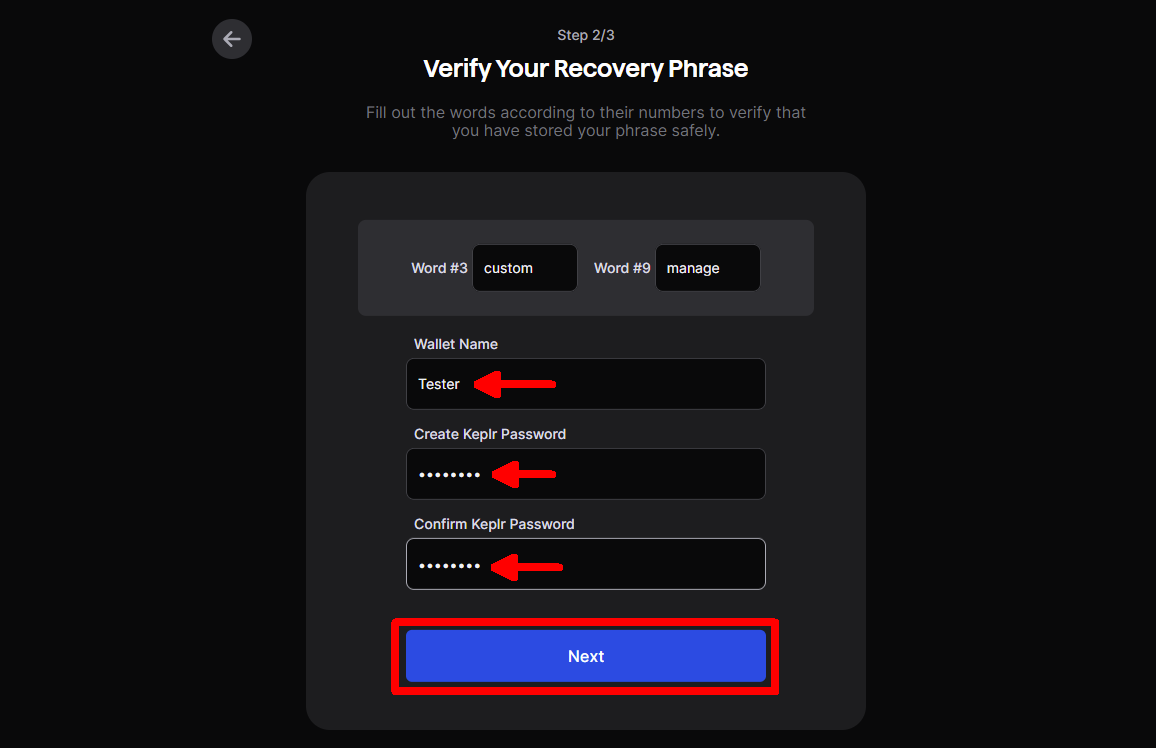 Step 2/3
Verify Your Recovery Phrase
Fill out the words according to their numbers to verify that
you have stored your phrase safely.
Word #3 custom Word #9 manage
Wallet Name
Tester
Create Keplr Password
••••••••
Confirm Keplr Password
••••••••
Next